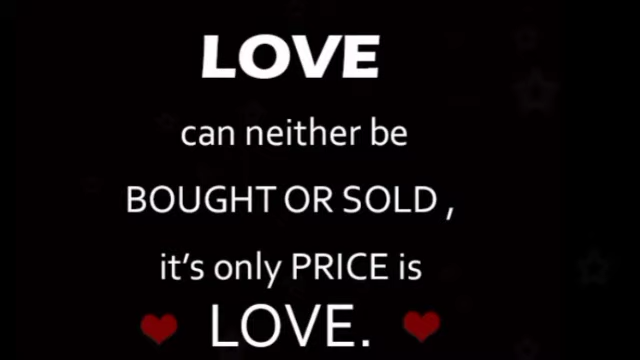 LOVE
can neither be
BOUGHT OR SOLD ,
it's only PRICE is
LOVE.